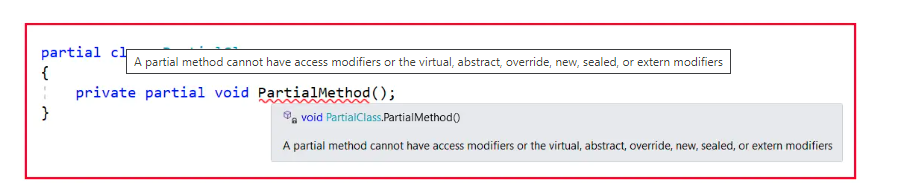 partial cl
A partial method cannot have access modifiers or the virtual, abstract, override, new, sealed, or extern modifiers
{
private partial void PartialMethod();
}
void PartialClass.PartialMethod()
A partial method cannot have access modifiers or the virtual, abstract, override, new, sealed, or extern modifiers